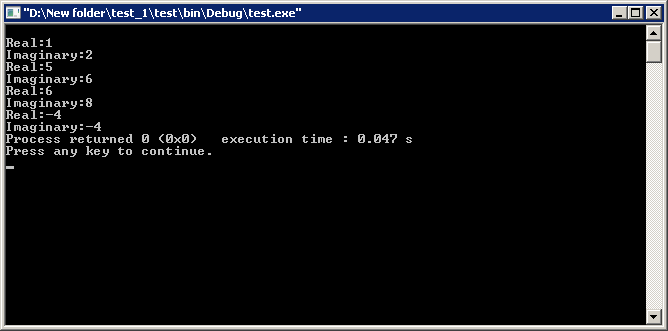 "D:\New folder\test_1\test\bin\Debug\test.exe"
Real:1
Imaginary:2
Real:5
Imaginary:6
Real:6
Imaginary:8
Real:-4
Imaginary:-4
Process returned 0 (0x0)   execution time : 0.047 s
Press any key to continue.